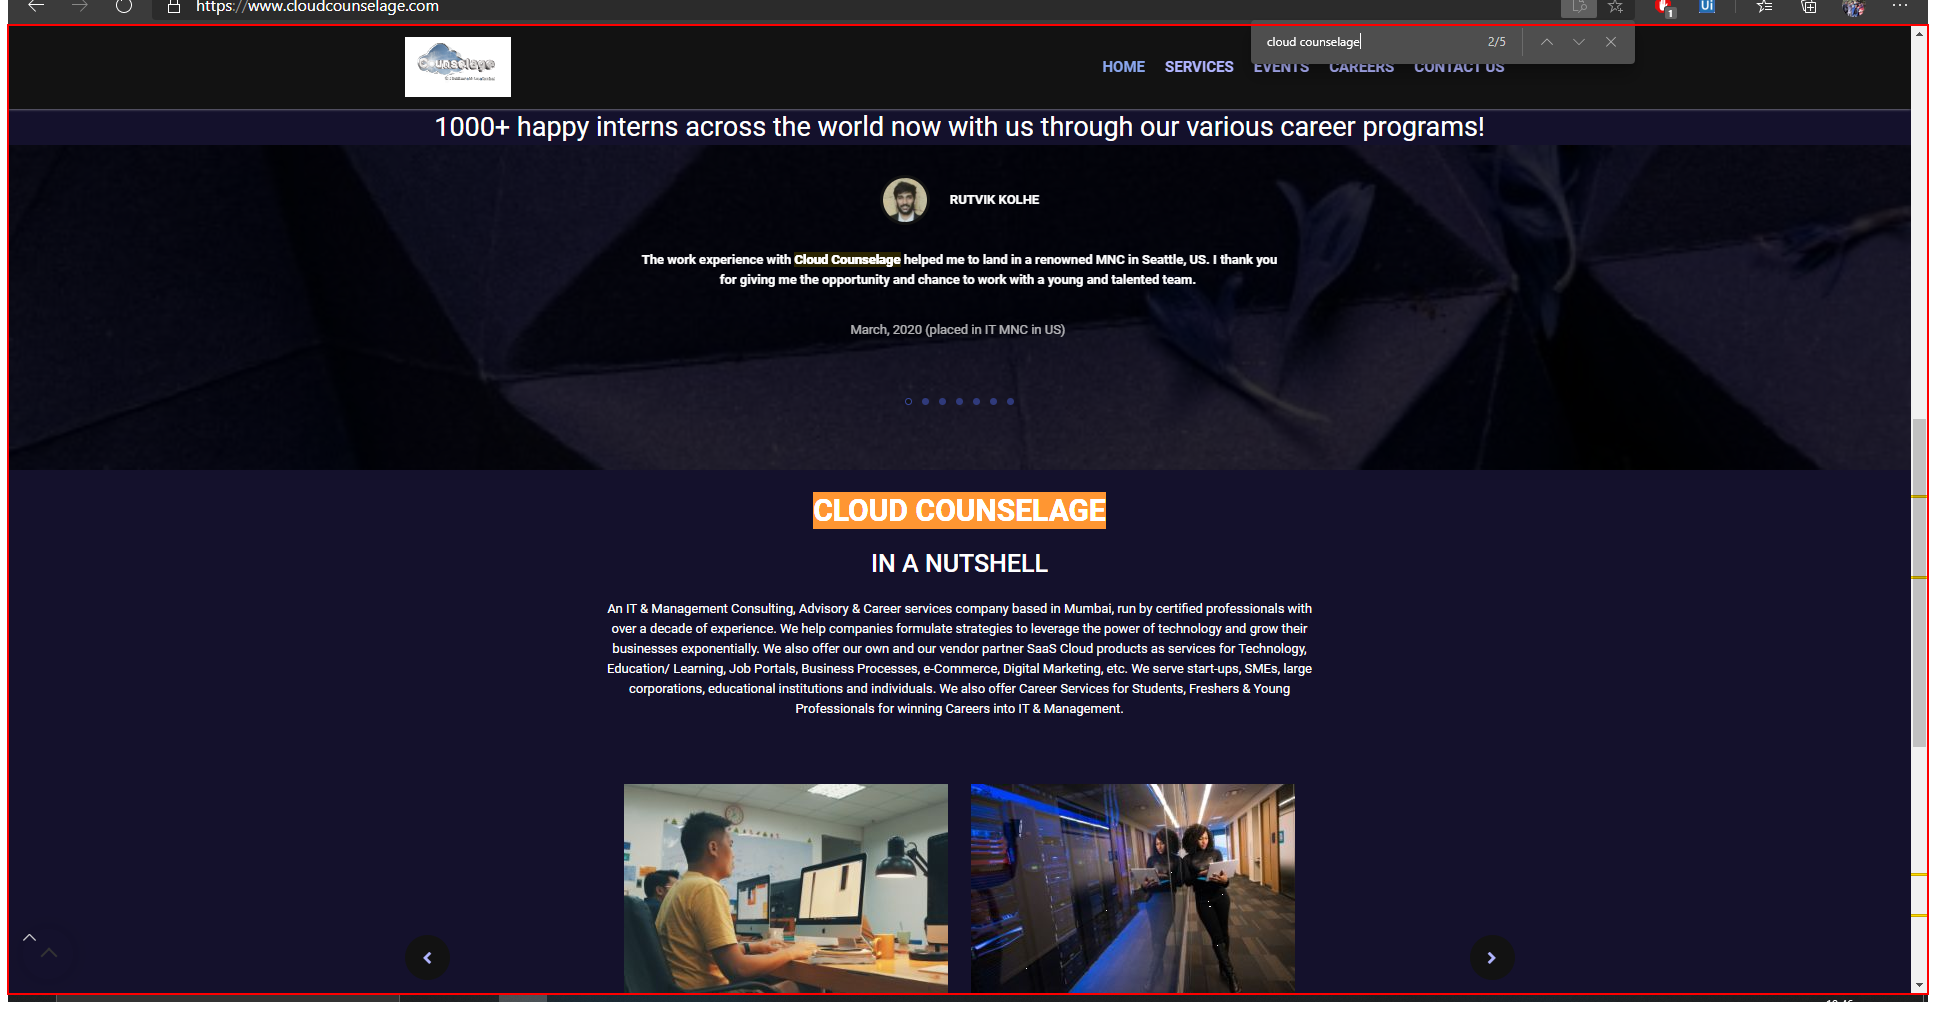 https://www.cloudcounselage.com
1
Ui
cloud counselage
2/5
Counselage
HOME SERVICES EVENTS CAREERS CONTACT US
1000+ happy interns across the world now with us through our various career programs!
RUTVIK KOLHE
The work experience with Cloud Counselage helped me to land in a renowned MNC in Seattle, US. I thank you
for giving me the opportunity and chance to work with a young and talented team.
March, 2020 (placed in IT MNC in US)
CLOUD COUNSELAGE
IN A NUTSHELL
An IT & Management Consulting, Advisory & Career services company based in Mumbai, run by certified professionals with
over a decade of experience. We help companies formulate strategies to leverage the power of technology and grow their
businesses exponentially. We also offer our own and our vendor partner SaaS Cloud products as services for Technology,
Education/ Learning, Job Portals, Business Processes, e-Commerce, Digital Marketing, etc. We serve start-ups, SMEs, large
corporations, educational institutions and individuals. We also offer Career Services for Students, Freshers & Young
Professionals for winning Careers into IT & Management.